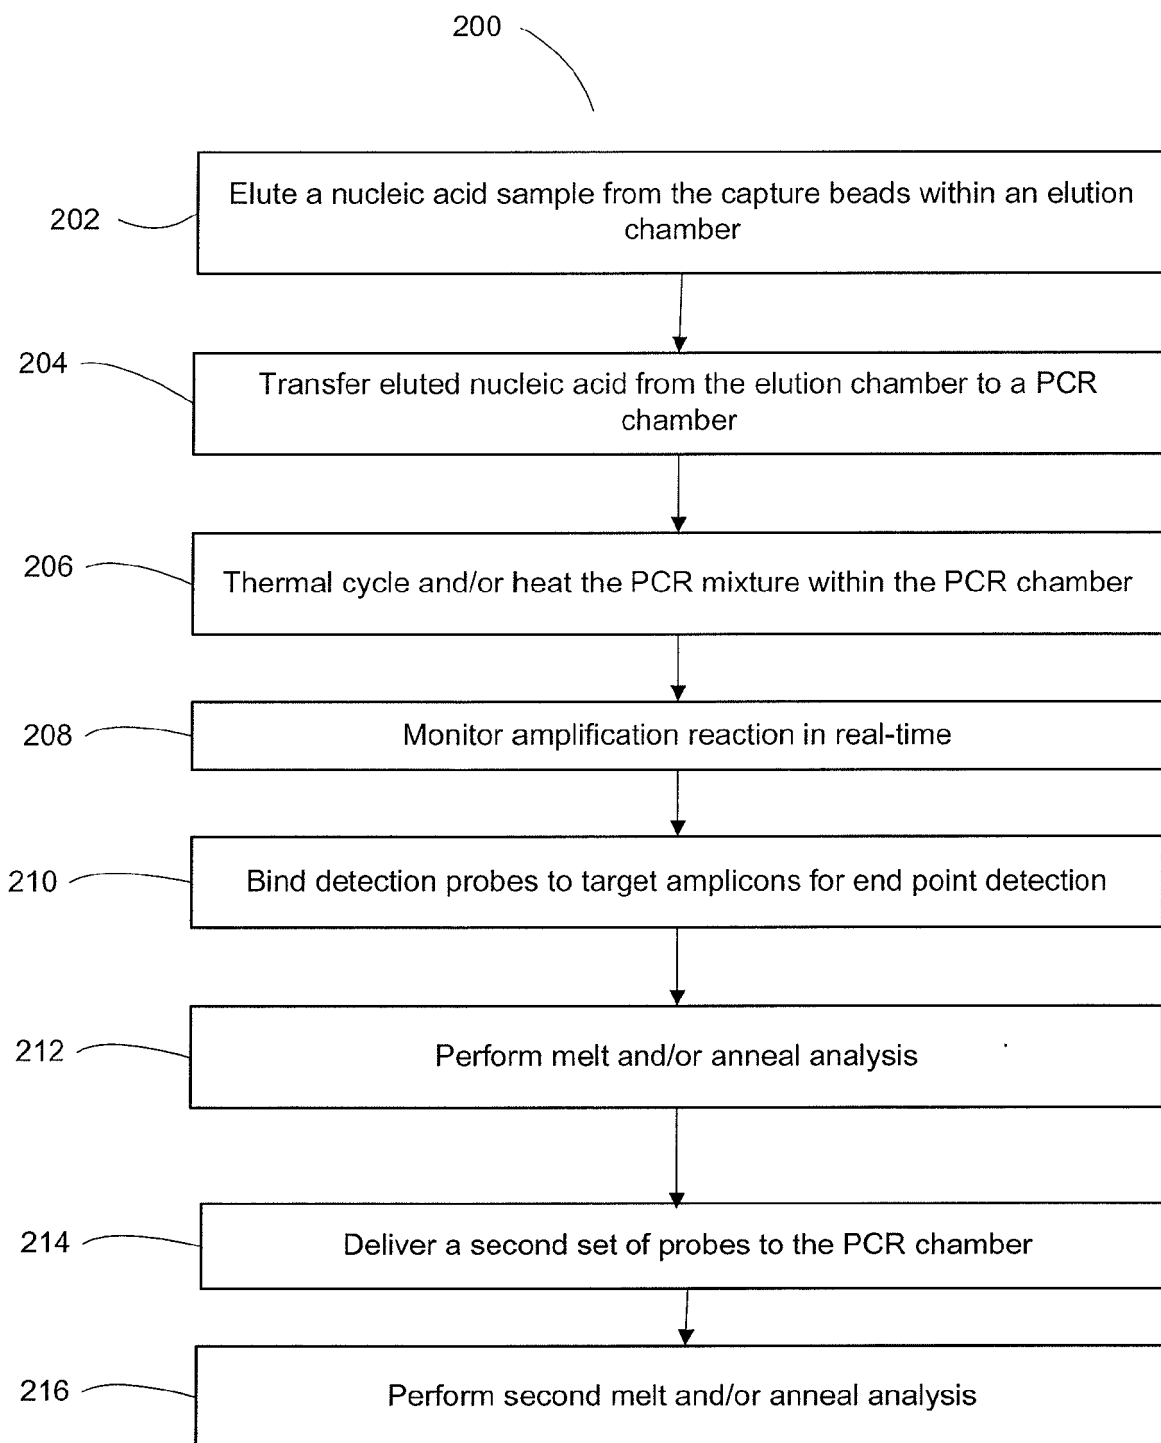 200
202
Elute a nucleic acid sample from the capture beads within an elution
chamber
204
Transfer eluted nucleic acid from the elution chamber to a PCR
chamber
206
Thermal cycle and/or heat the PCR mixture within the PCR chamber
208
Monitor amplification reaction in real-time
210
Bind detection probes to target amplicons for end point detection
212
Perform melt and/or anneal analysis
214
Deliver a second set of probes to the PCR chamber
216
Perform second melt and/or anneal analysis